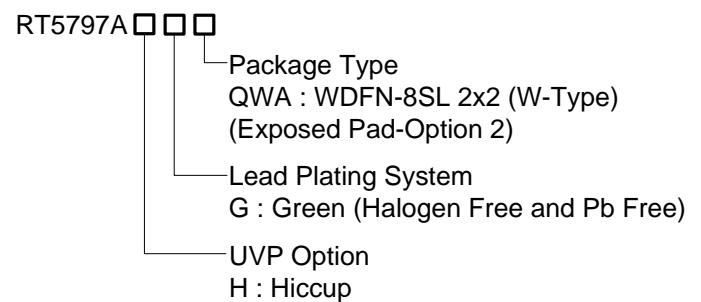 RT5797A
Package Type
QWA : WDFN-8SL 2x2 (W-Type)
(Exposed Pad-Option 2)
Lead Plating System
G : Green (Halogen Free and Pb Free)
UVP Option
H : Hiccup